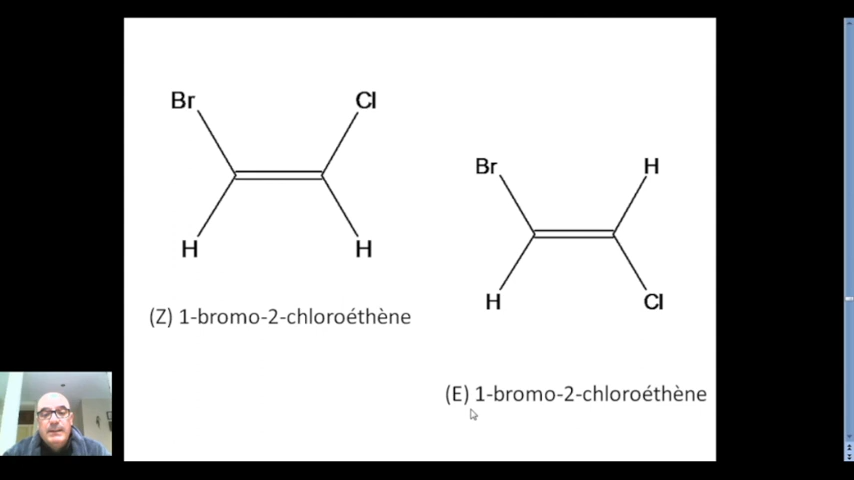 Br
Cl
H
H
(Z) 1-bromo-2-chloroéthène
Br
H
H
Cl
(E) 1-bromo-2-chloroéthène